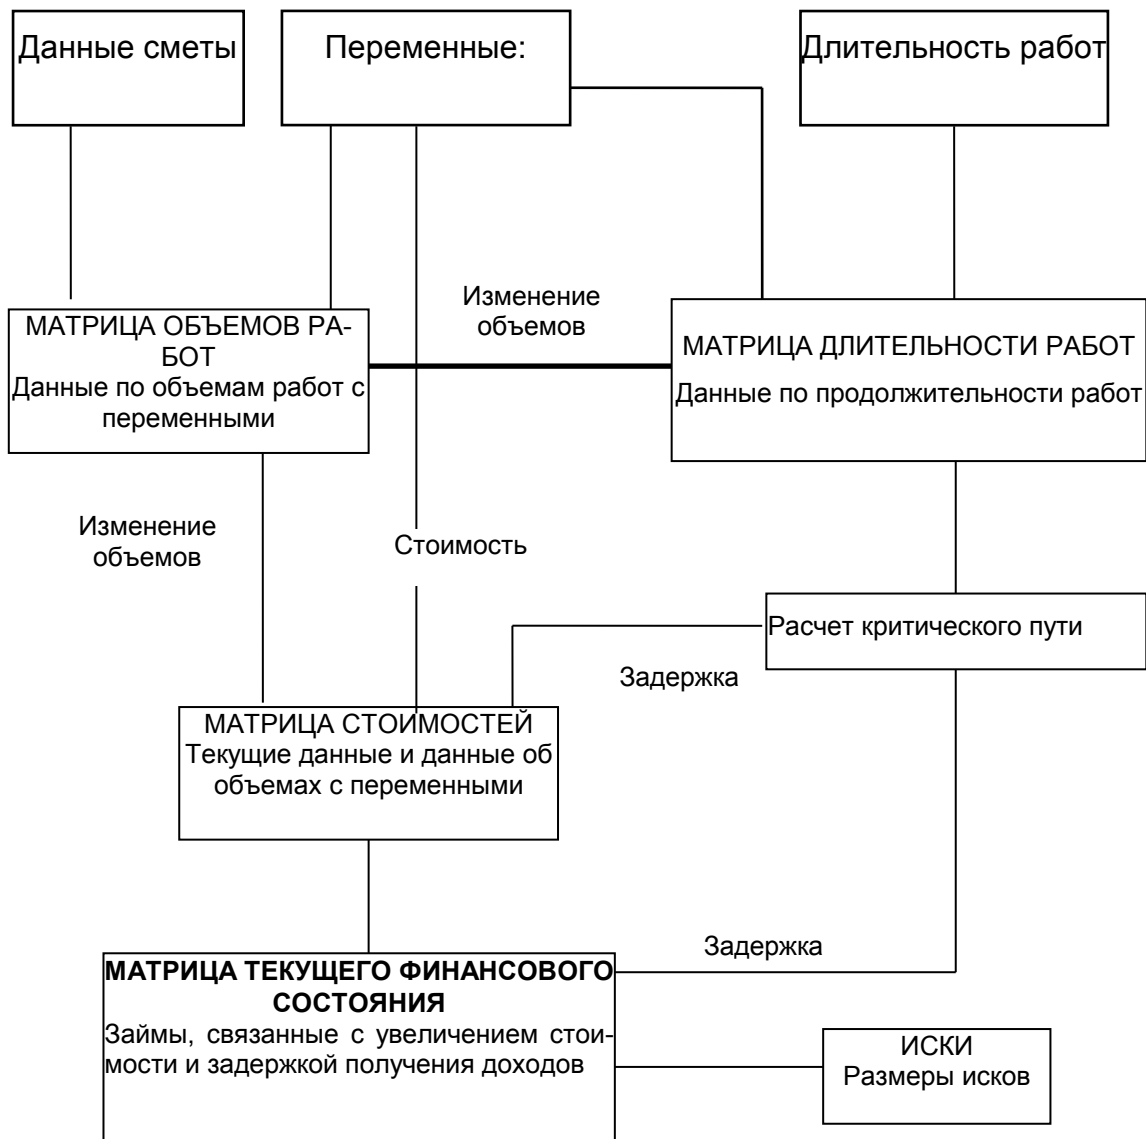 Данные сметы
Переменные:
Длительность работ
Изменение
объемов
МАТРИЦА ОБЪЕМОВ РА-
БОТ
Данные по объемам работ с
переменными
МАТРИЦА ДЛИТЕЛЬНОСТИ РАБОТ
Данные по продолжительности работ
Изменение
объемов
Стоимость
Расчет критического пути
Задержка
МАТРИЦА СТОИМОСТЕЙ
Текущие данные и данные об
объемах с переменными
Задержка
МАТРИЦА ТЕКУЩЕГО ФИНАНСОВОГО
СОСТОЯНИЯ
Займы, связанные с увеличением стои-
мости и задержкой получения доходов
ИСКИ
Размеры исков